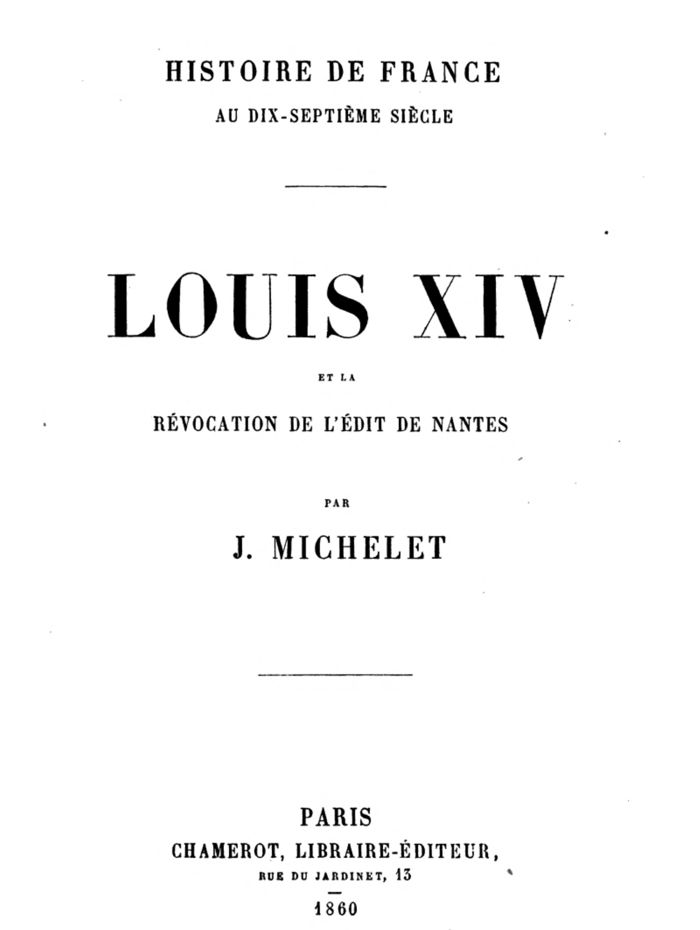 HISTOIRE DE FRANCE
AU DIX-SEPTIÈME SIÈCLE
LOUIS XIV
ET LA
RÉVOCATION DE L'ÉDIT DE NANTES
PAR
J. MICHELET
PARIS
CHAMEROT, LIBRAIRE-ÉDITEUR,
RUE DU JARDINET, 13
1860